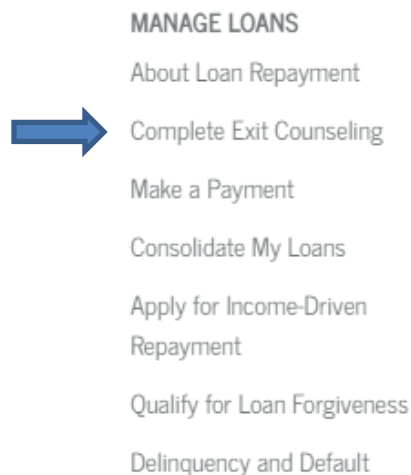 MANAGE LOANS
About Loan Repayment
Complete Exit Counseling
Make a Payment
Consolidate My Loans
Apply for Income-Driven
Repayment
Qualify for Loan Forgiveness
Delinquency and Default